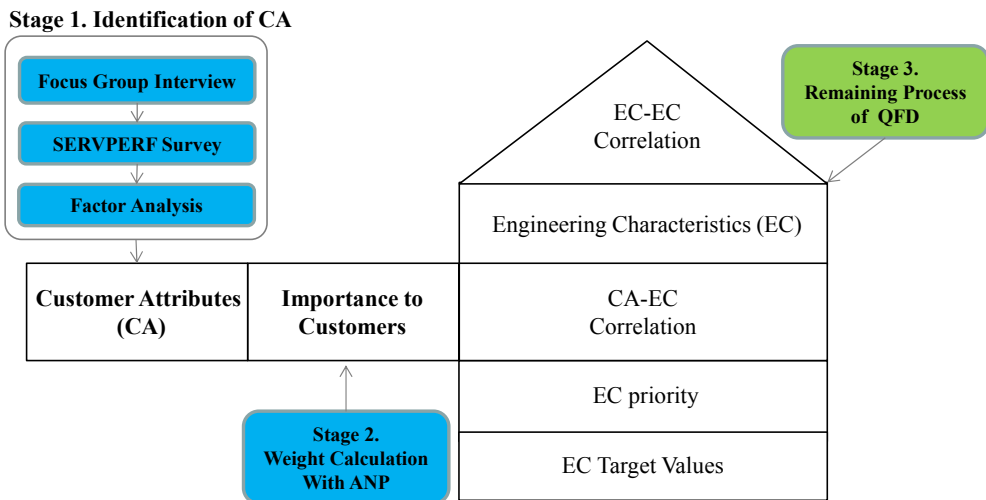 Stage 1. Identification of CA
Focus Group Interview
SERVPERF Survey
Factor Analysis
EC-EC
Correlation
Stage 3.
Remaining Process
of QFD
Engineering Characteristics (EC)
Customer Attributes
(CA)
Importance to
Customers
CA-EC
Correlation
Stage 2.
Weight Calculation
With ANP
EC priority
EC Target Values